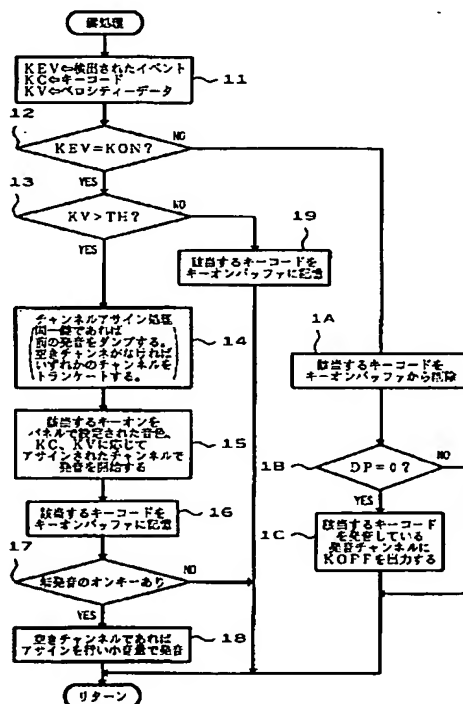 鍵処理
KEV⇐検出されたイベント
KC⇐キーコード
KV⇐ベロシティーデータ
11
12
KEV=KON?
NO
YES
13
KV>TH?
NO
YES
19
該当するキーコードを
キーオンバッファに記憶
チャンネルアサイン処理
同一鍵であれば
前の発音をダンプする。
空きチャンネがなければ
いずれかのチャンネルを
トランケートする。
14
1A
該当するキーコードを
キーオンバッファから削除
該当するキーオンを
パネルで設定された音色、
KC、KVに応じて
アサインされたチャンネルで
発音を開始する
15
1B
DP=0?
NO
YES
該当するキーコードを
キーオンバッファに記憶
16
1C
該当するキーコード
を発音している
発音チャンネルに
KOFFを出力する
17
未発音のオンキーあり
NO
YES
空きチャンネルであれば
アサインを行い小音量で発音
18
リターン